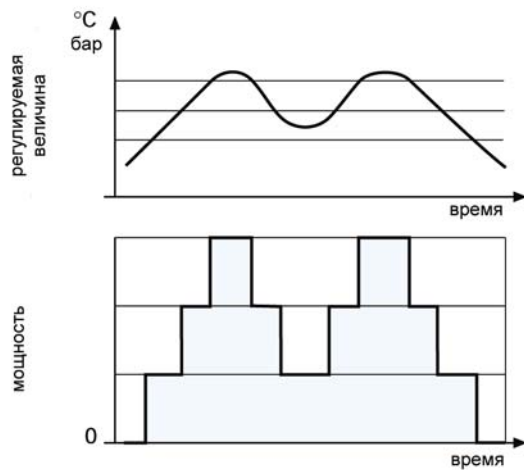 °C
бар
регулируемая
величина
время
мощность
0
время